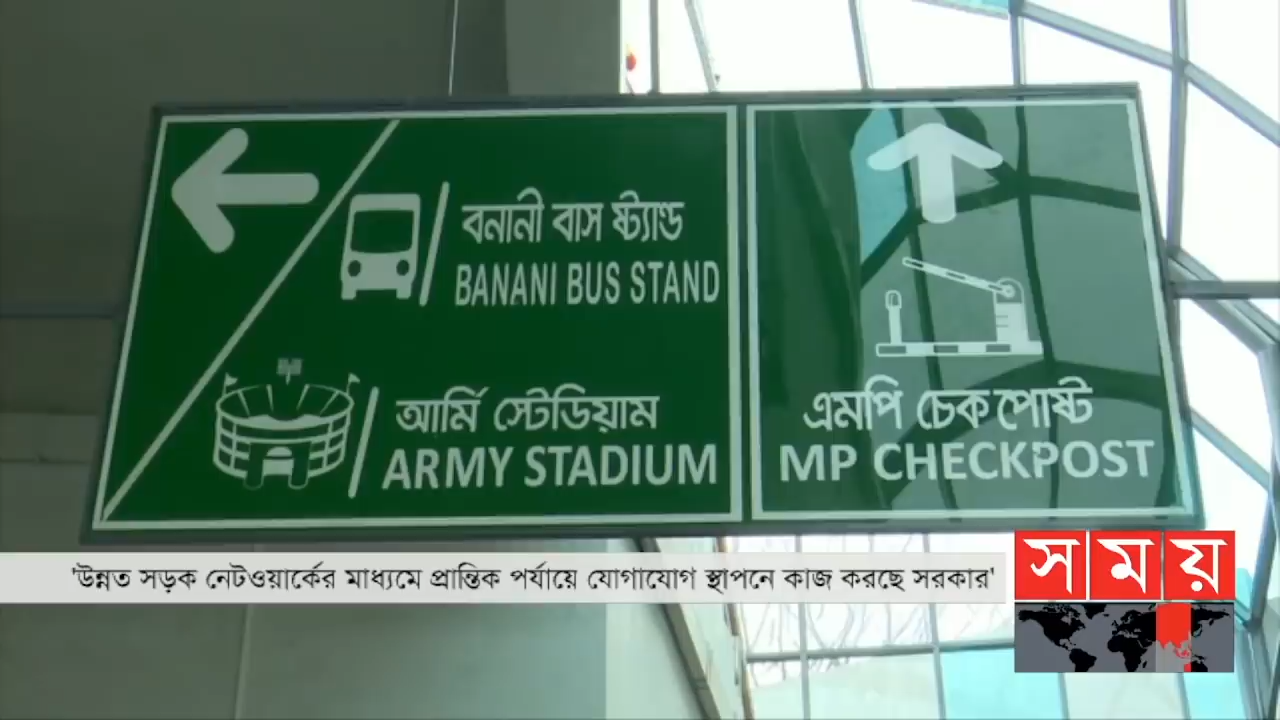 বনানী বাস ষ্ট্যান্ড
BANANI BUS STAND
আর্মি স্টেডিয়াম
ARMY STADIUM
এমপি চেক পোষ্ট
MP CHECKPOST
'উন্নত সড়ক নেটওয়ার্কের মাধ্যমে প্রান্তিক পর্যায়ে যোগাযোগ স্থাপনে কাজ করছে সরকার'
সময়